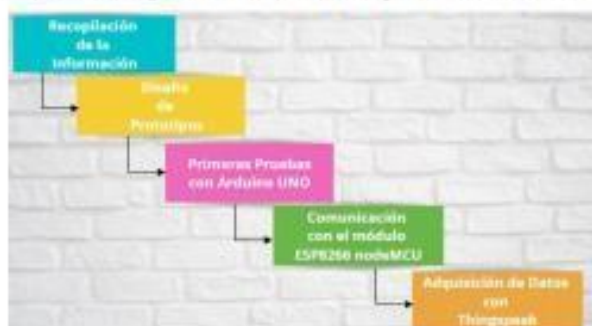 Recopilación
de la
Información
Diseño
de
Prototipos
Primeras Pruebas
con Arduino UNO
Comunicación
con el módulo
ESP8266 nodeMCU
Adquisición de Datos
con
Thingspeak